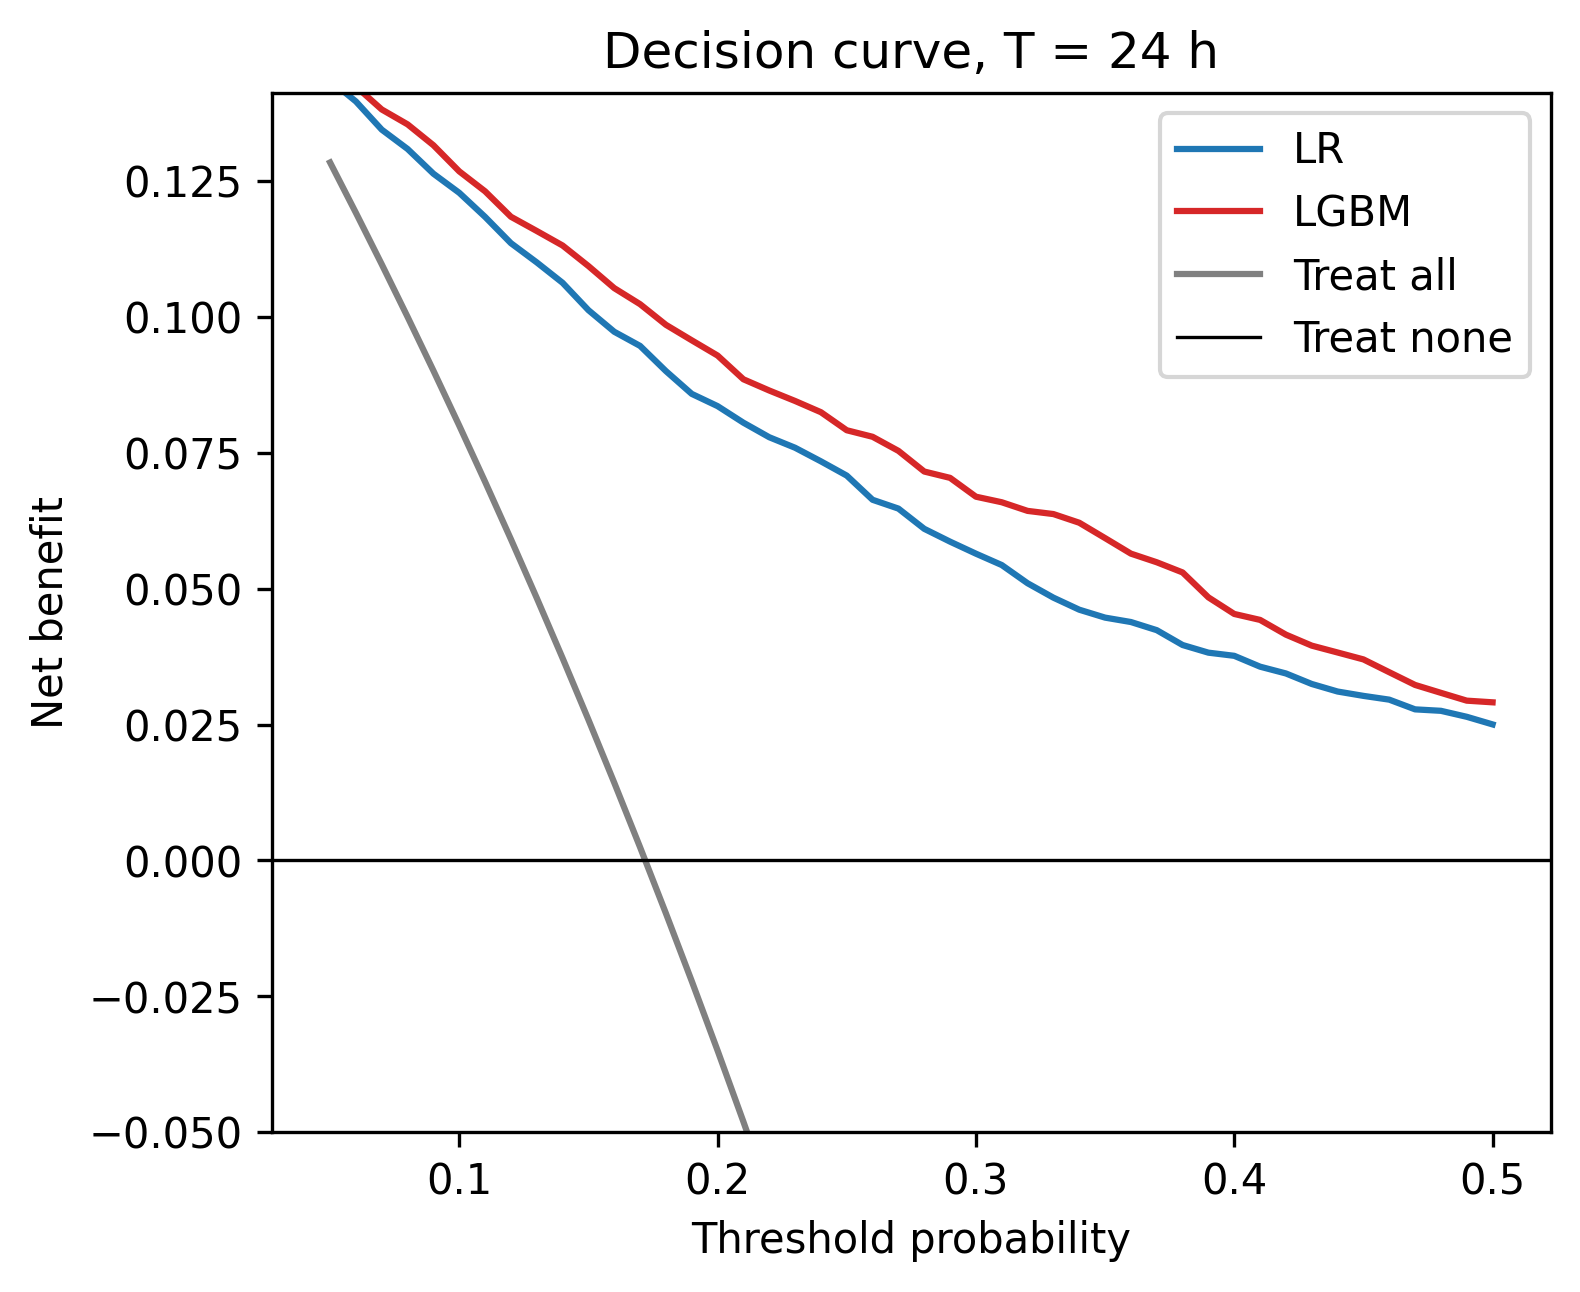 Decision curve, T = 24 h
LR
LGBM
Treat all
Treat none
Net benefit
0.125
0.100
0.075
0.050
0.025
0.000
−0.025
−0.050
0.1
0.2
0.3
0.4
0.5
Threshold probability